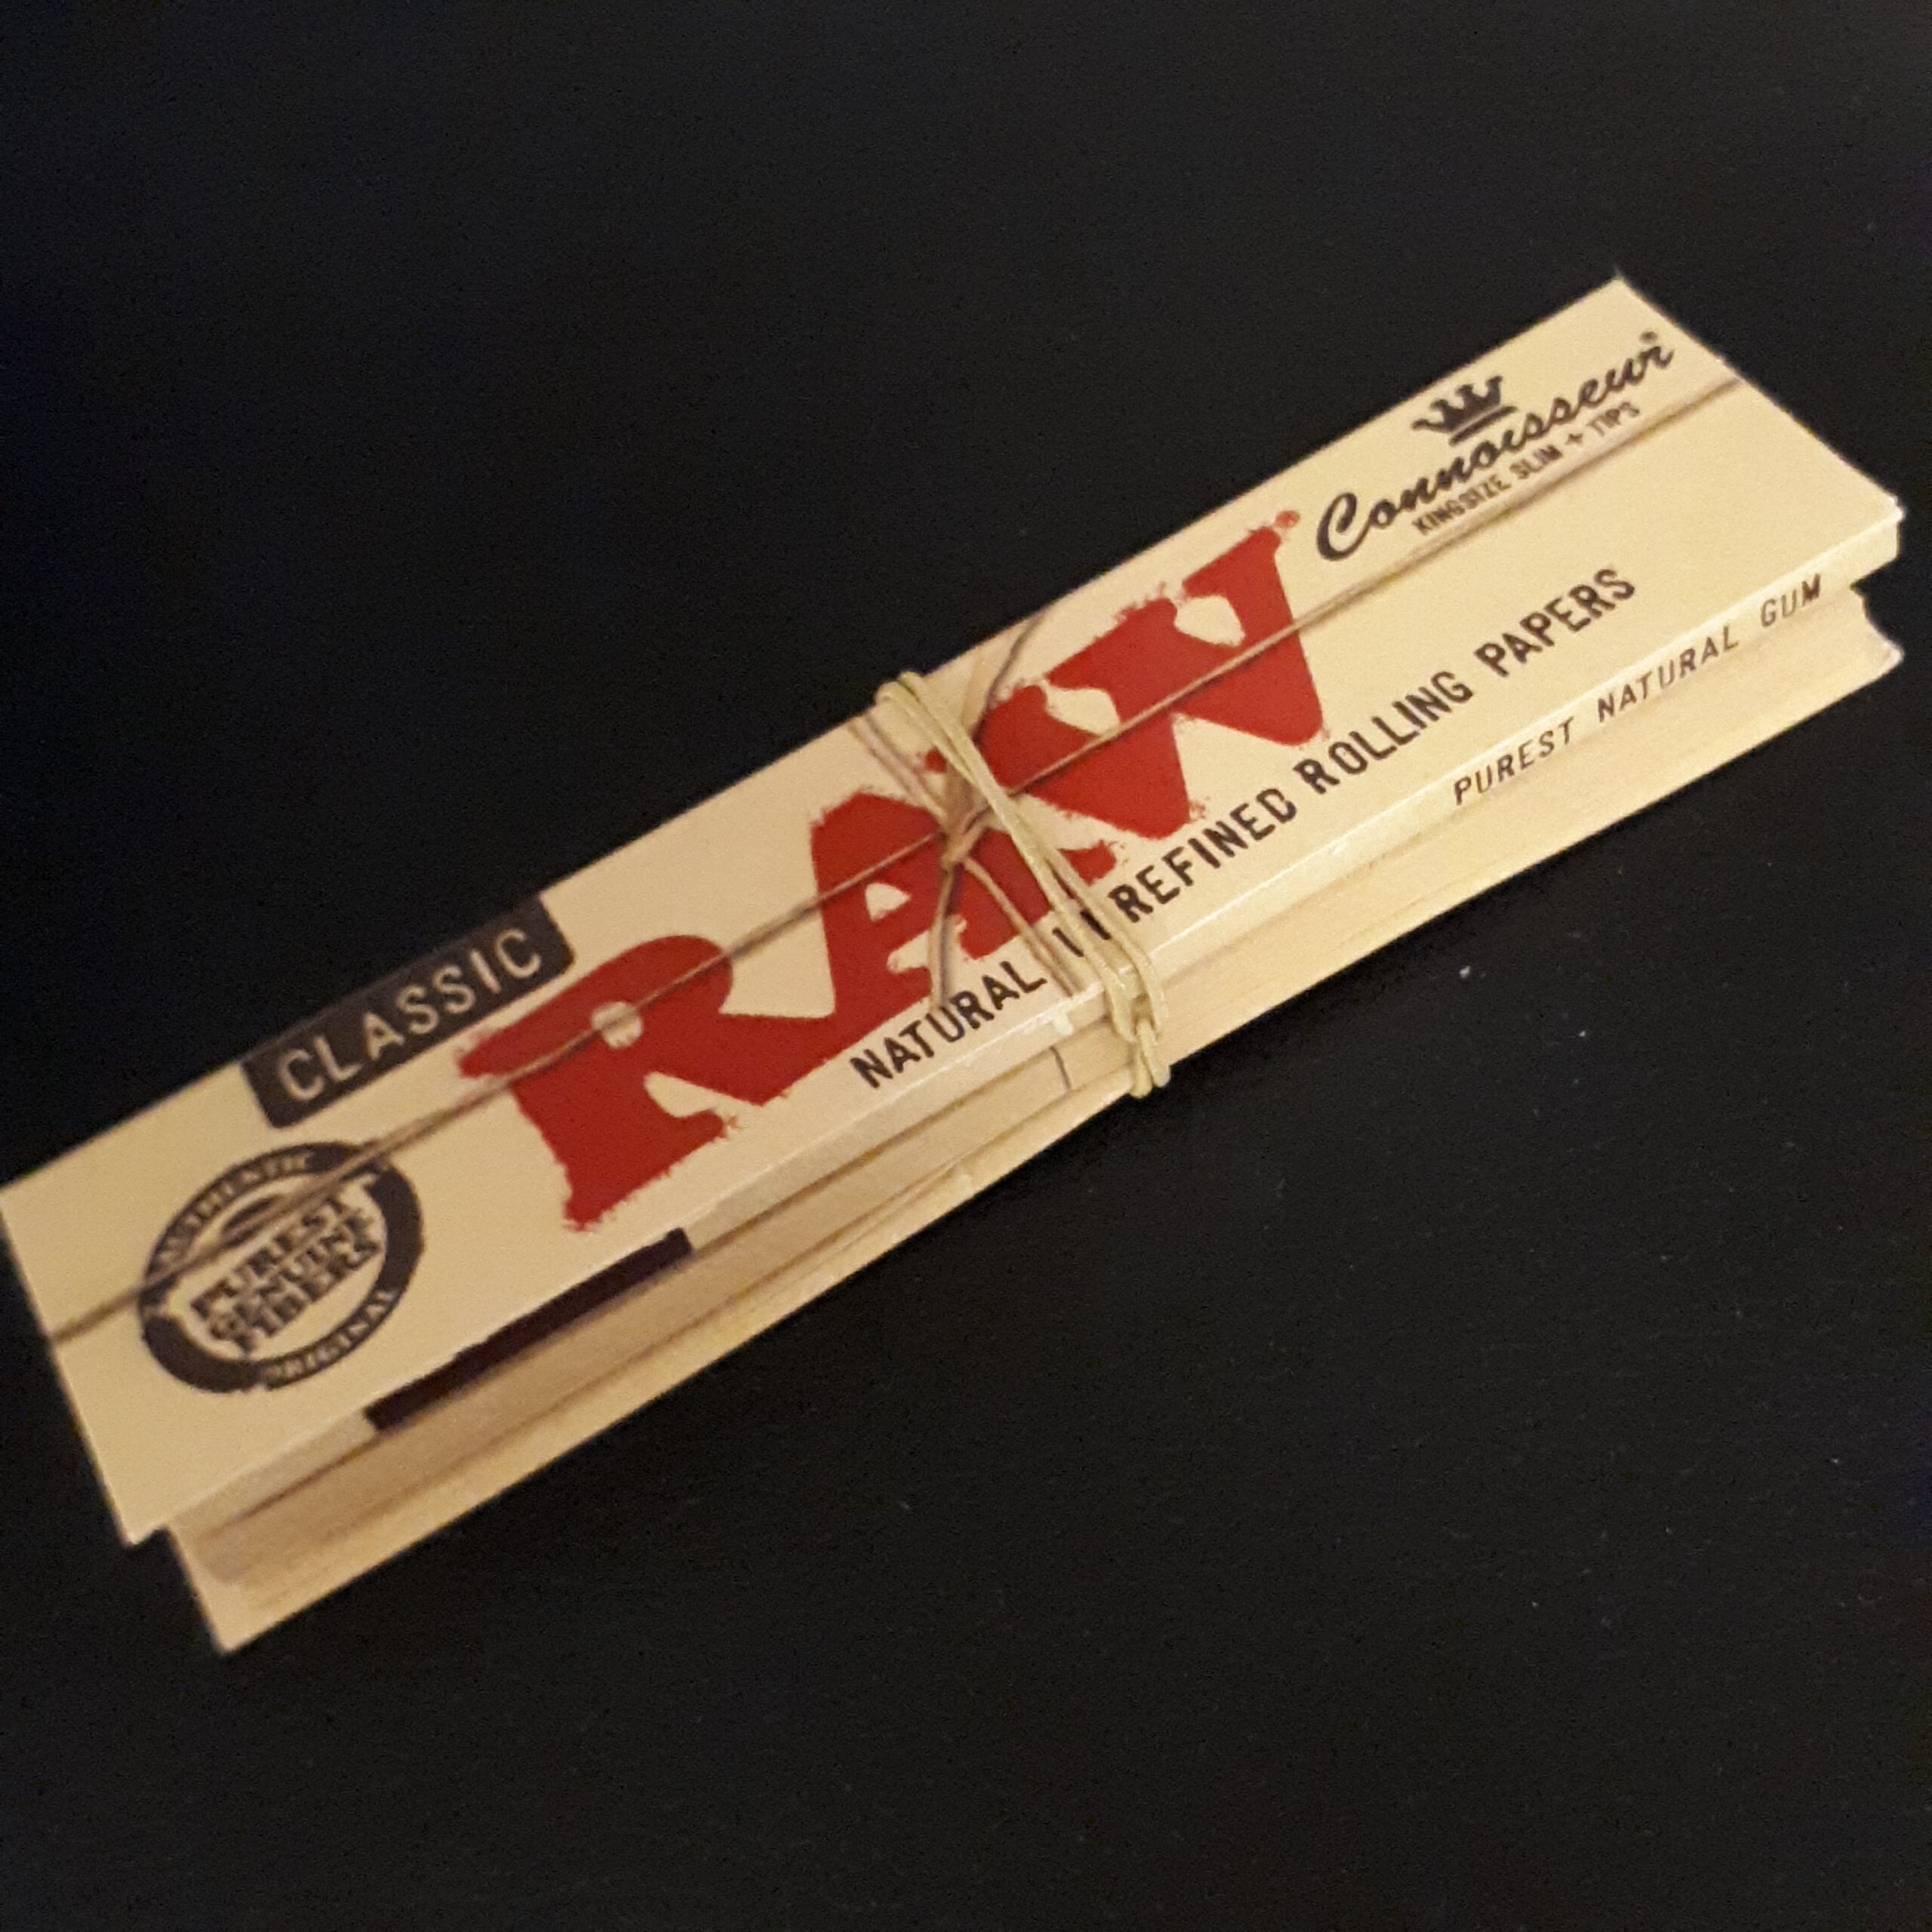 CLASSIC
RAW®
Connoisseur®
KINGSIZE SLIM + TIPS
NATURAL UNREFINED ROLLING PAPERS
PUREST NATURAL GUM
AUTHENTIC
PUREST
GENUINE
FIBERS
ORIGINAL